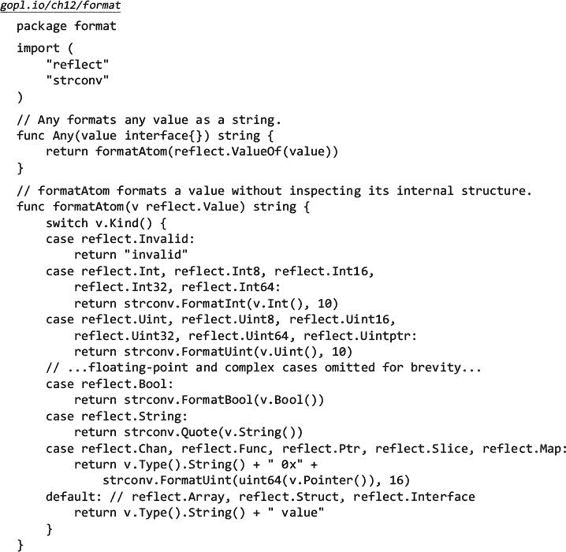 gopl.io/ch12/format
package format
import (
    "reflect"
    "strconv"
)
// Any formats any value as a string.
func Any(value interface{}) string {
    return formatAtom(reflect.ValueOf(value))
}
// formatAtom formats a value without inspecting its internal structure.
func formatAtom(v reflect.Value) string {
    switch v.Kind() {
    case reflect.Invalid:
        return "invalid"
    case reflect.Int, reflect.Int8, reflect.Int16,
        reflect.Int32, reflect.Int64:
        return strconv.FormatInt(v.Int(), 10)
    case reflect.Uint, reflect.Uint8, reflect.Uint16,
        reflect.Uint32, reflect.Uint64, reflect.Uintptr:
        return strconv.FormatUint(v.Uint(), 10)
    // ...floating-point and complex cases omitted for brevity...
    case reflect.Bool:
        return strconv.FormatBool(v.Bool())
    case reflect.String:
        return strconv.Quote(v.String())
    case reflect.Chan, reflect.Func, reflect.Ptr, reflect.Slice, reflect.Map:
        return v.Type().String() + " 0x" +
            strconv.FormatUint(uint64(v.Pointer()), 16)
    default: // reflect.Array, reflect.Struct, reflect.Interface
        return v.Type().String() + " value"
    }
}